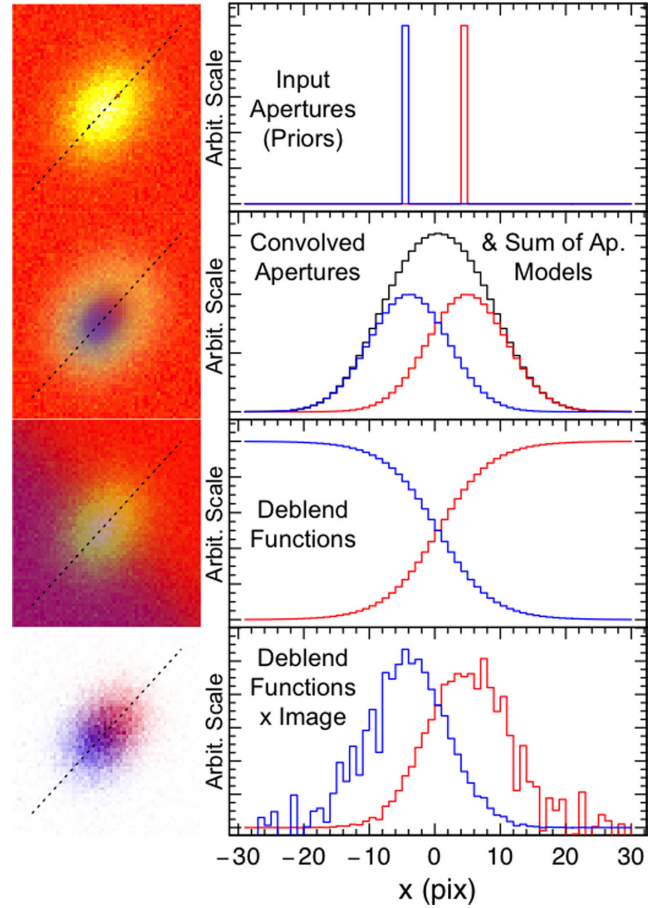 Arbit. Scale
Input
Apertures
(Priors)
Arbit. Scale
Convolved
Apertures
& Sum of Ap.
Models
Arbit. Scale
Deblend
Functions
Arbit. Scale
Deblend
Functions
x Image
−30 −20 −10 0 10 20 30
x (pix)